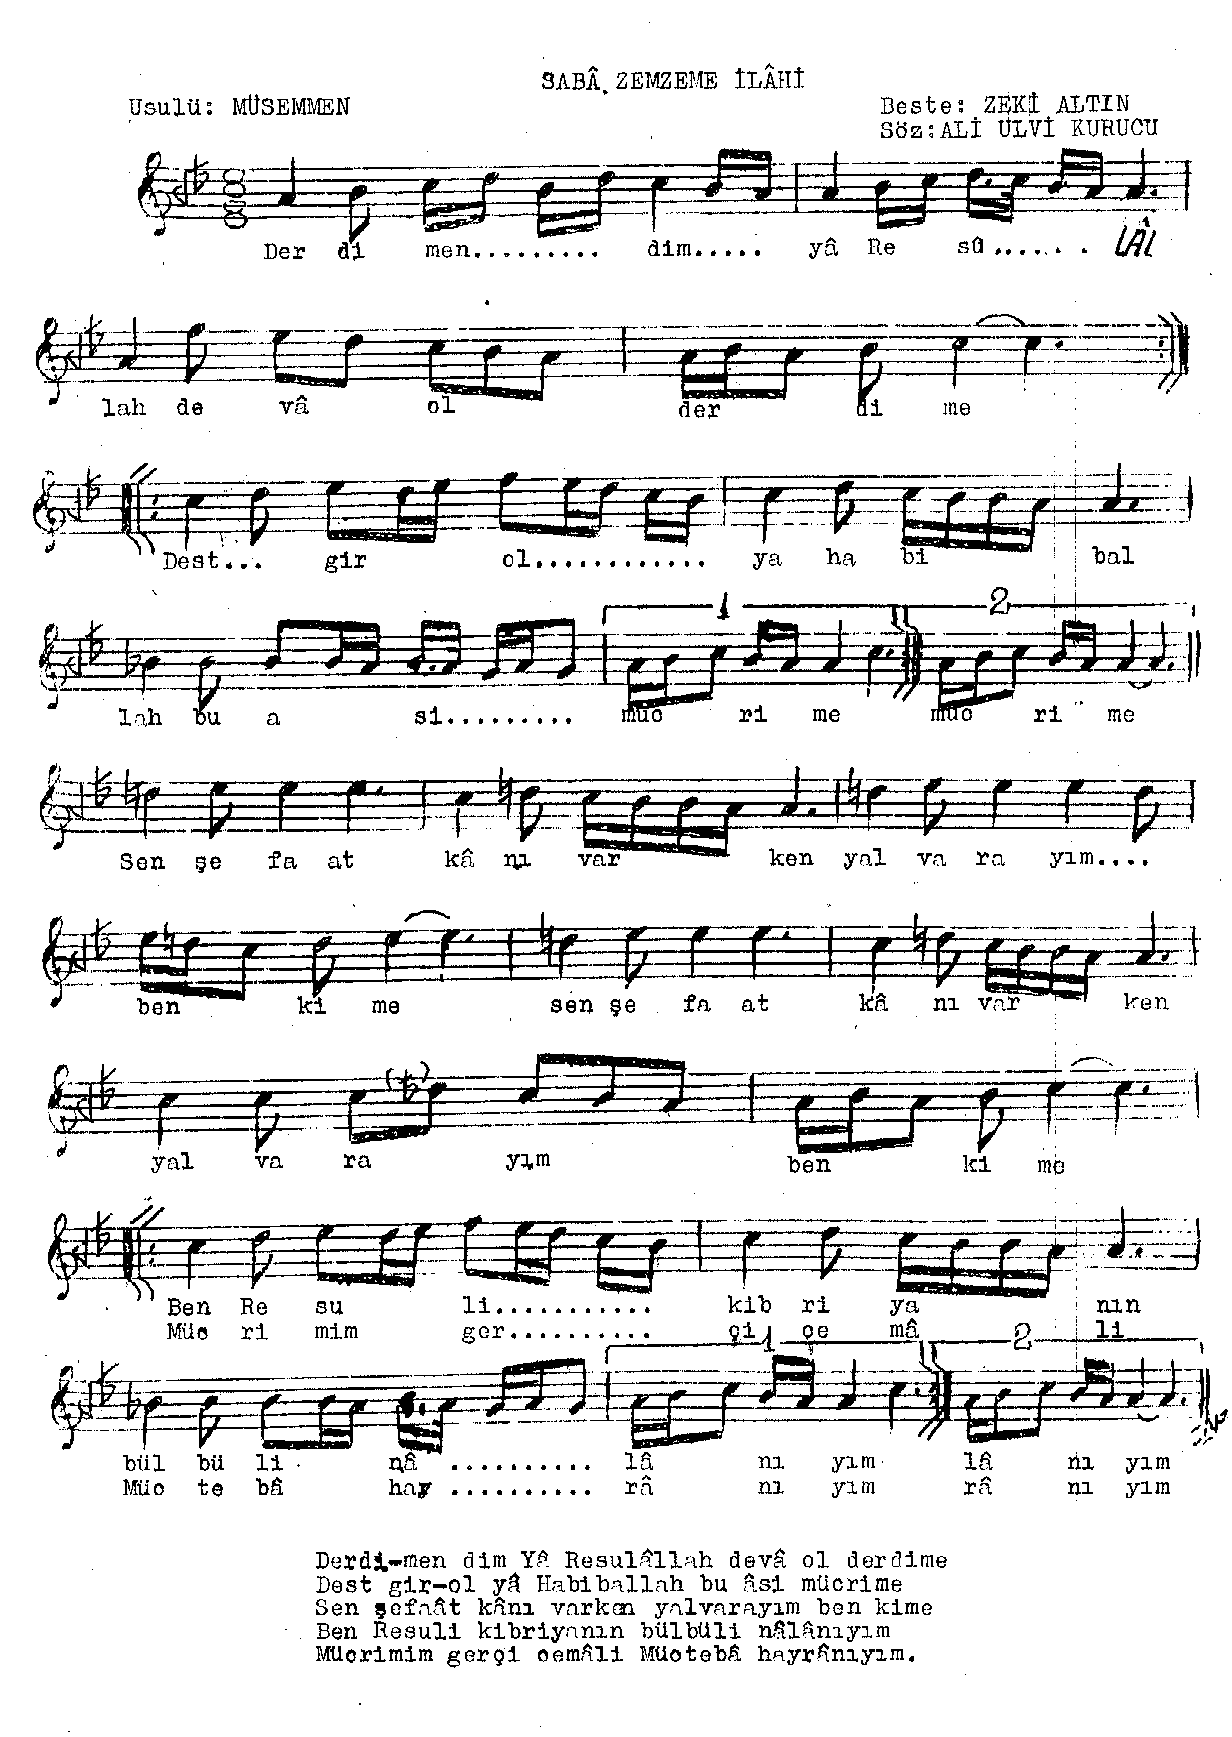 SABÂ ZEMZEME İLÂHİ
Usulü: MÜSEMMEN
Beste: ZEKİ ALTIN
Söz:ALİ ULVİ KURUCU
Der di men......... dim..... yâ Re sû...... LÂL
lah de vâ ol der di me
Dest... gir ol............ ya ha bi bal
1 2
lah bu a si......... müc ri me müc ri me
Sen şe fa at kâ nı var ken yal va ra yım....
ben ki me sen şe fa at kâ nı var ken
yal va ra yım ben ki me
Ben Re su li........... kib ri ya nın
Müc ri mim ger.......... çi ce mâ li
1 2
bül bü li nâ .......... lâ nı yım lâ nı yım
Müc te bâ hay .......... râ nı yım râ nı yım
Derdi-men dim Yâ Resulâllah devâ ol derdime
Dest gir-ol yâ Habiballah bu âsi mücrime
Sen şefaât kânı varken yalvarayım ben kime
Ben Resuli kibriyanın bülbüli nâlânıyım
Mücrimim gerçi cemâli Müctebâ hayrânıyım.